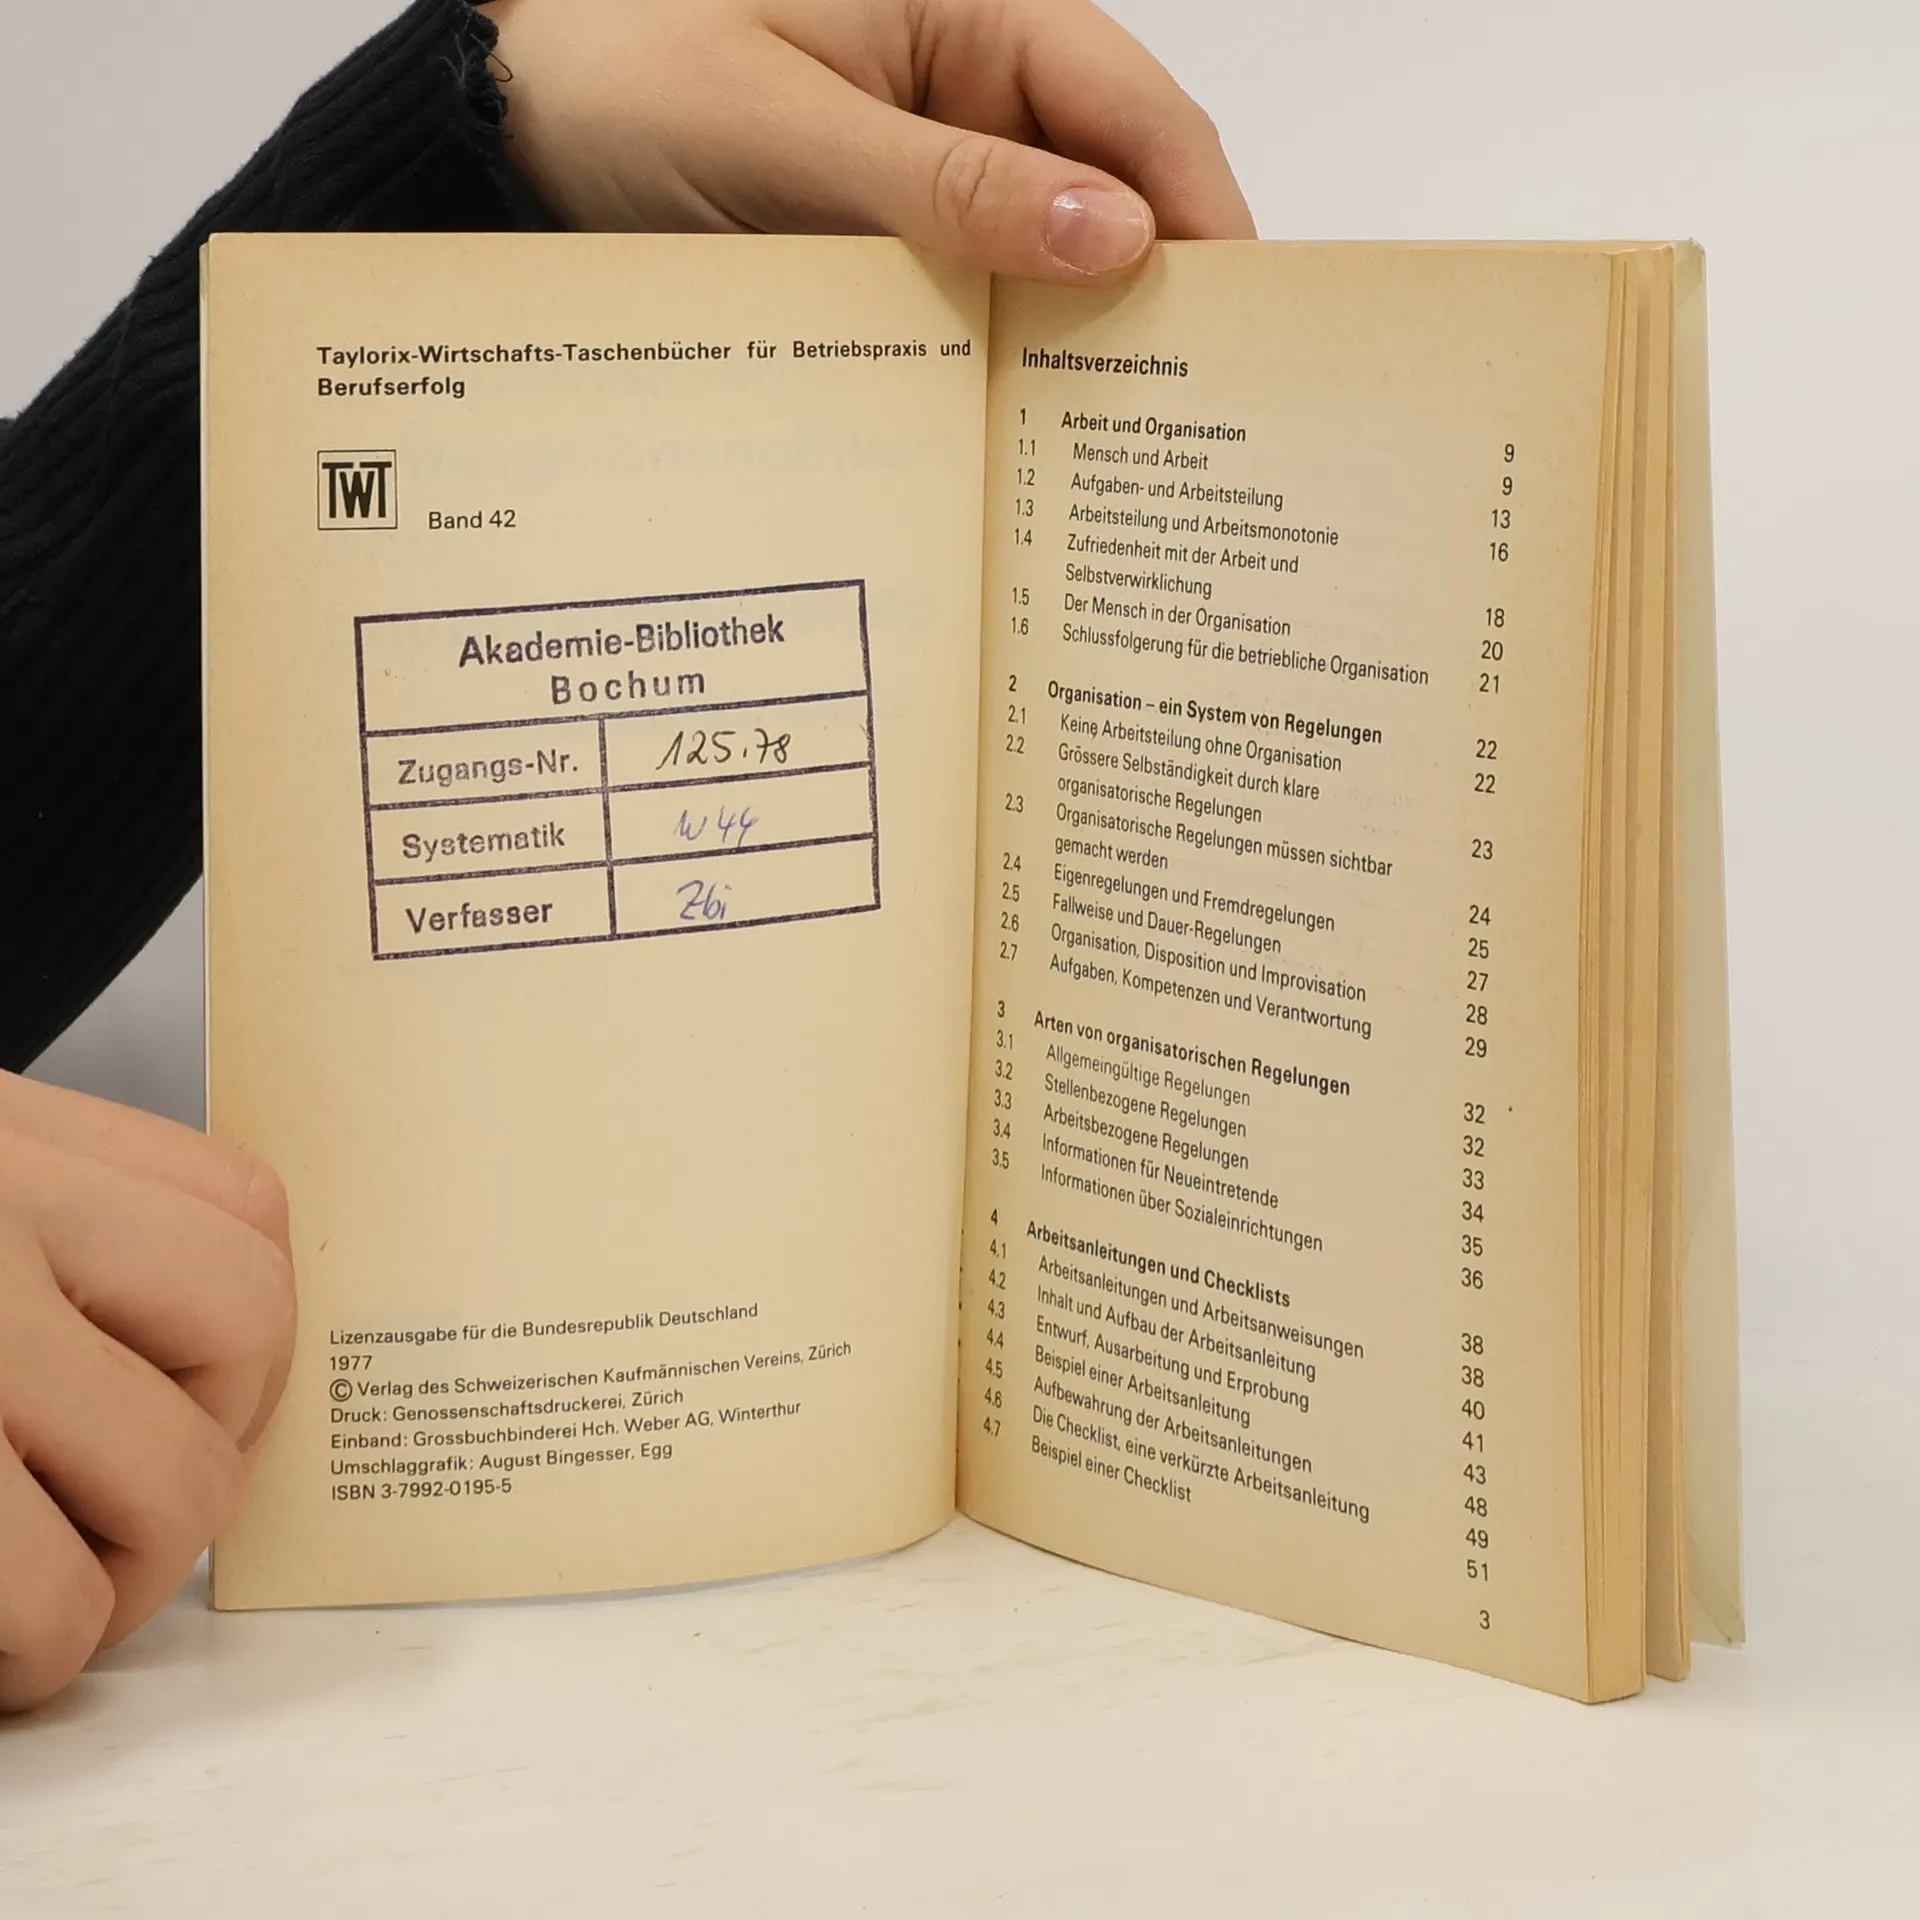 Taylorix-Wirtschafts-Taschenbücher für Betriebspraxis und
Berufserfolg
TWT
Band 42
Akademie-Bibliothek
Bochum
Zugangs-Nr. 125.78
Systematik W 44
Verfasser Zbi
Lizenzausgabe für die Bundesrepublik Deutschland
1977
© Verlag des Schweizerischen Kaufmännischen Vereins, Zürich
Druck: Genossenschaftsdruckerei, Zürich
Einband: Grossbuchbinderei Hch. Weber AG, Winterthur
Umschlaggrafik: August Bingesser, Egg
ISBN 3-7992-0195-5
Inhaltsverzeichnis
1 Arbeit und Organisation 9
1.1 Mensch und Arbeit 9
1.2 Aufgaben- und Arbeitsteilung 13
1.3 Arbeitsteilung und Arbeitsmonotonie 16
1.4 Zufriedenheit mit der Arbeit und
Selbstverwirklichung 18
1.5 Der Mensch in der Organisation 20
1.6 Schlussfolgerung für die betriebliche Organisation 21
2 Organisation – ein System von Regelungen 22
2.1 Keine Arbeitsteilung ohne Organisation 22
2.2 Grössere Selbständigkeit durch klare
organisatorische Regelungen 23
2.3 Organisatorische Regelungen müssen sichtbar
gemacht werden 24
2.4 Eigenregelungen und Fremdregelungen 25
2.5 Fallweise und Dauer-Regelungen 27
2.6 Organisation, Disposition und Improvisation 28
2.7 Aufgaben, Kompetenzen und Verantwortung 29
3 Arten von organisatorischen Regelungen 32
3.1 Allgemeingültige Regelungen 32
3.2 Stellenbezogene Regelungen 33
3.3 Arbeitsbezogene Regelungen 34
3.4 Informationen für Neueintretende 35
3.5 Informationen über Sozialeinrichtungen 36
4 Arbeitsanleitungen und Checklists 38
4.1 Arbeitsanleitungen und Arbeitsanweisungen 38
4.2 Inhalt und Aufbau der Arbeitsanleitung 40
4.3 Entwurf, Ausarbeitung und Erprobung 41
4.4 Beispiel einer Arbeitsanleitung 43
4.5 Aufbewahrung der Arbeitsanleitungen 48
4.6 Die Checklist, eine verkürzte Arbeitsanleitung 49
4.7 Beispiel einer Checklist 51
3